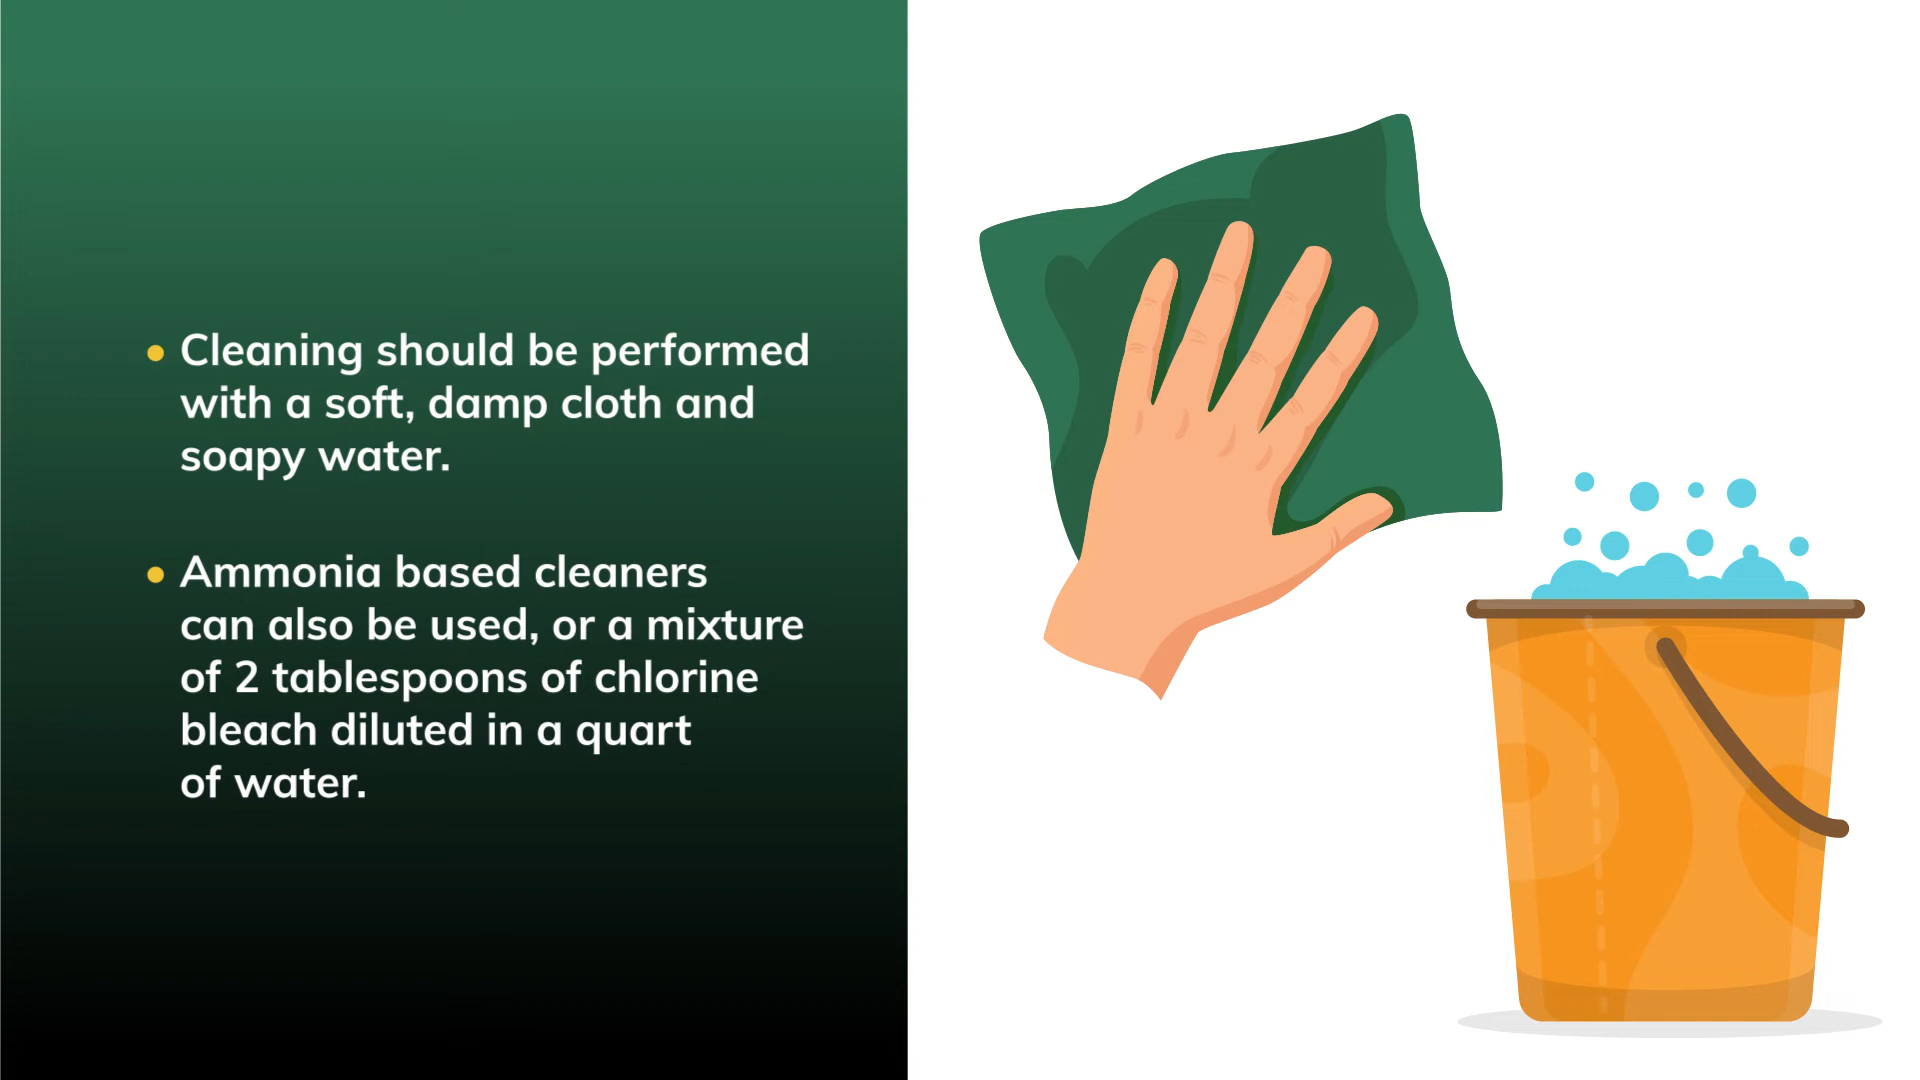 • Cleaning should be performed
with a soft, damp cloth and
soapy water.
• Ammonia based cleaners
can also be used, or a mixture
of 2 tablespoons of chlorine
bleach diluted in a quart
of water.